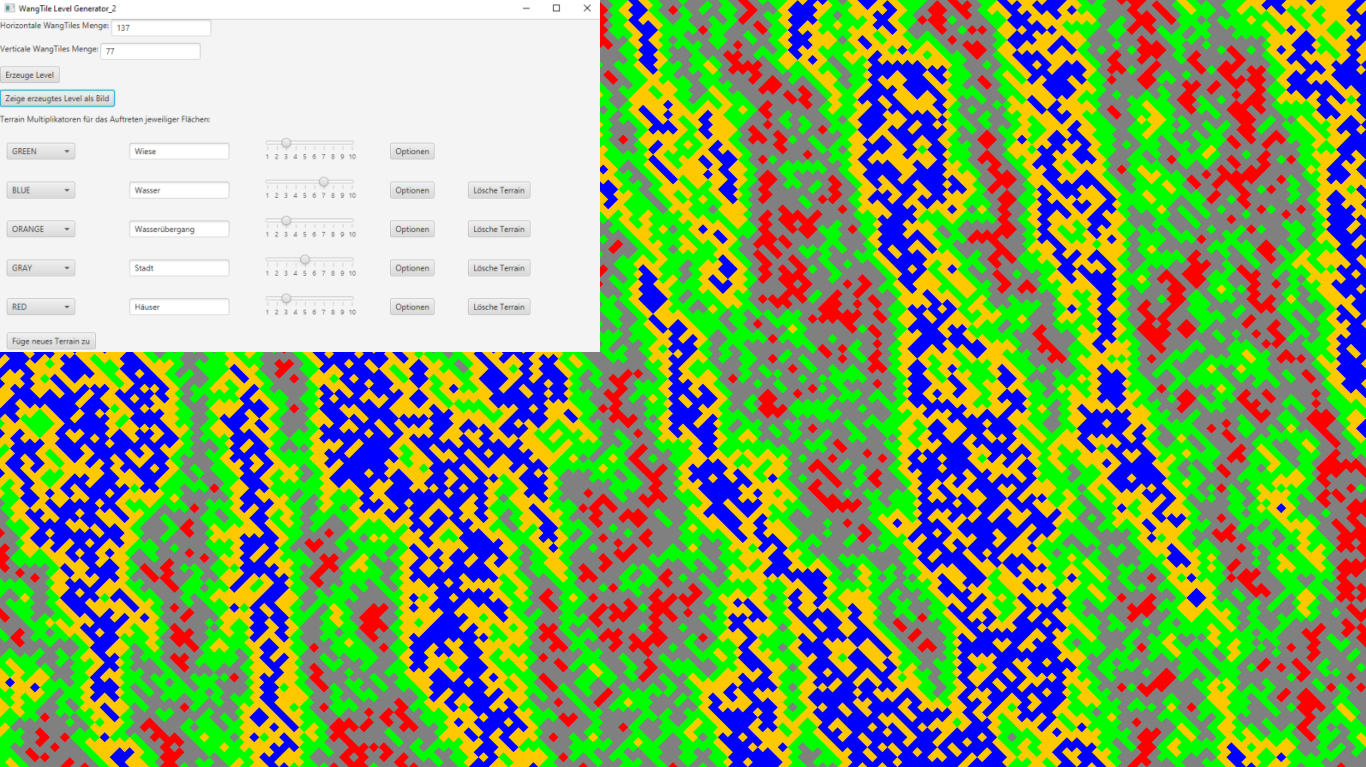 WangTile Level Generator_2
Horizontale WangTiles Menge: 137
Verticale WangTiles Menge: 77
Erzeuge Level
Zeige erzeugtes Level als Bild
Terrain Multiplikatoren für das Auftreten jeweiliger Flächen:
GREEN Wiese 1 2 3 4 5 6 7 8 9 10 Optionen
BLUE Wasser 1 2 3 4 5 6 7 8 9 10 Optionen Lösche Terrain
ORANGE Wasserübergang 1 2 3 4 5 6 7 8 9 10 Optionen Lösche Terrain
GRAY Stadt 1 2 3 4 5 6 7 8 9 10 Optionen Lösche Terrain
RED Häuser 1 2 3 4 5 6 7 8 9 10 Optionen Lösche Terrain
Füge neues Terrain zu